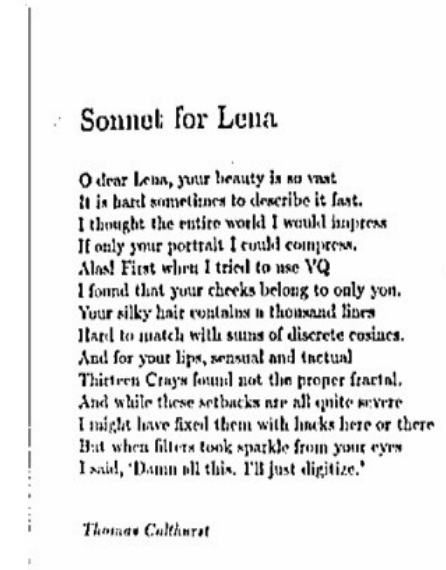 Sonnet for Lena
O dear Lena, your beauty is so vast
It is hard sometimes to describe it fast.
I thought the entire world I would impress
If only your portrait I could compress.
Alas! First when I tried to use VQ
I found that your cheeks belong to only you.
Your silky hair contains a thousand lines
Hard to match with sums of discrete cosines.
And for your lips, sensual and tactual
Thirteen Crays found not the proper fractal.
And while these setbacks are all quite severe
I might have fixed them with hacks here or there
But when filters took sparkle from your eyes
I said, 'Damn all this. I'll just digitize.'
Thomas Colthurst